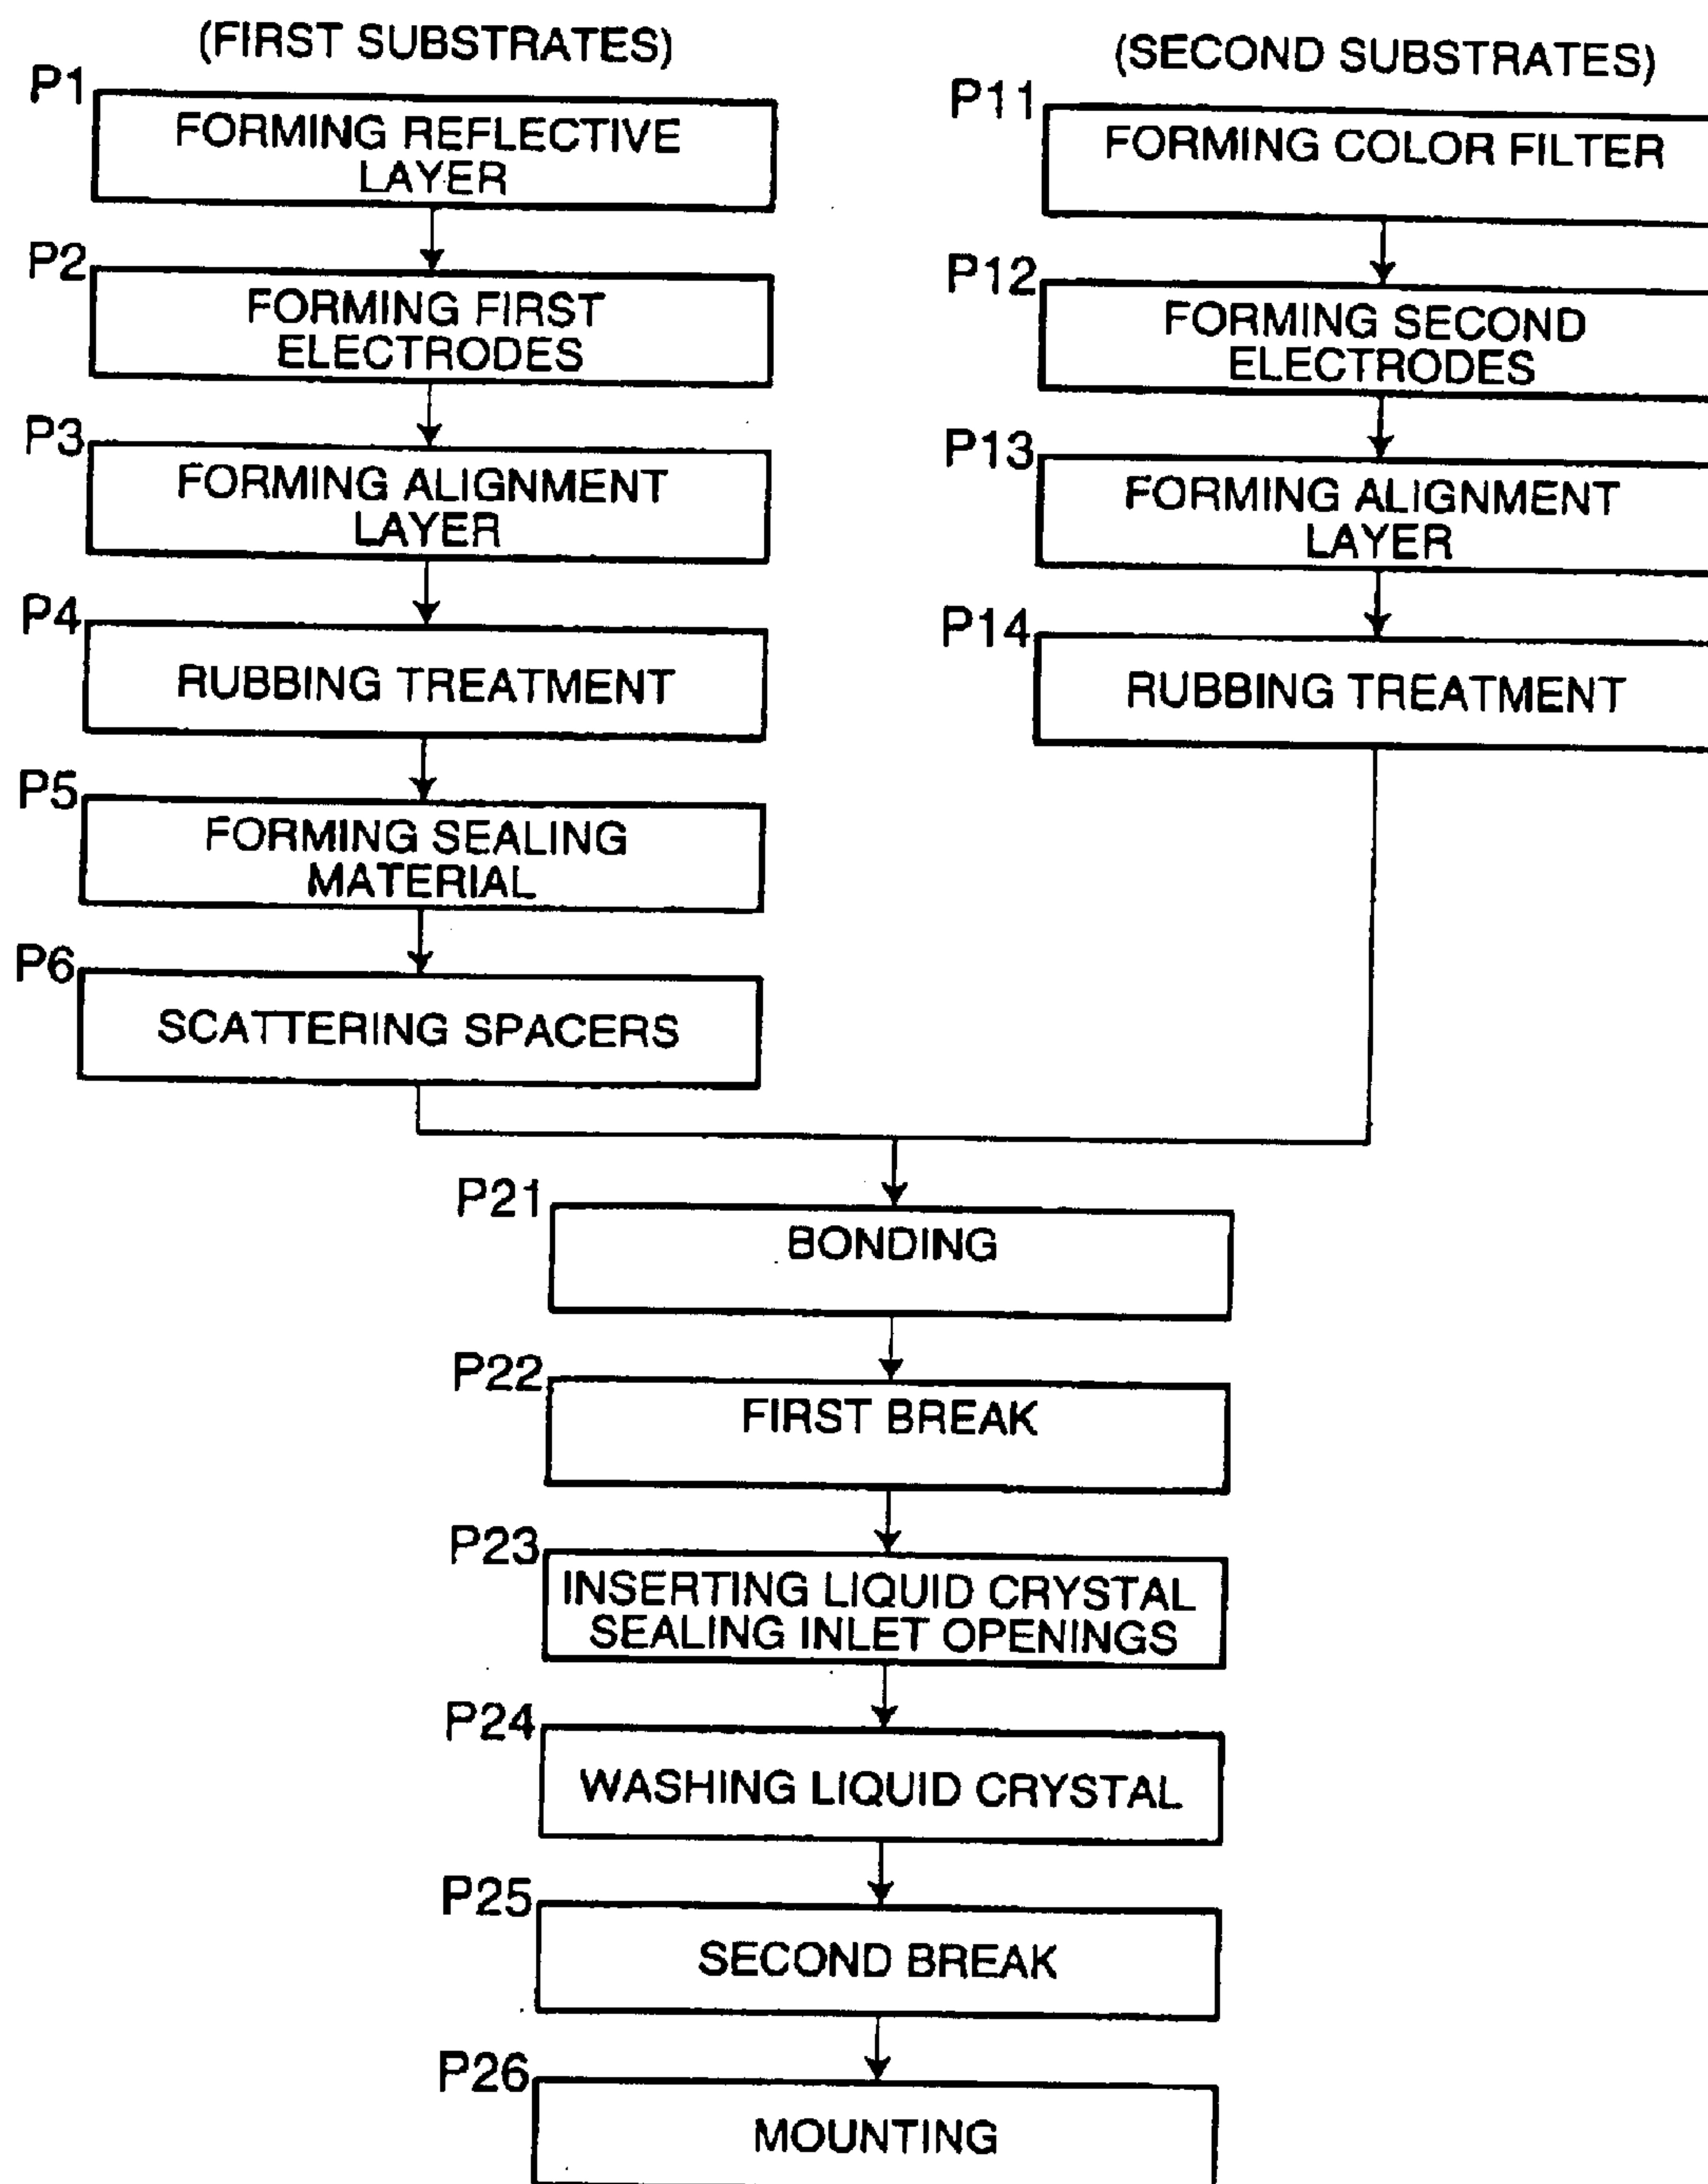 (FIRST SUBSTRATES)
P1
FORMING REFLECTIVE
LAYER
P2
FORMING FIRST
ELECTRODES
P3
FORMING ALIGNMENT
LAYER
P4
RUBBING TREATMENT
P5
FORMING SEALING
MATERIAL
P6
SCATTERING SPACERS
(SECOND SUBSTRATES)
P11
FORMING COLOR FILTER
P12
FORMING SECOND
ELECTRODES
P13
FORMING ALIGNMENT
LAYER
P14
RUBBING TREATMENT
P21
BONDING
P22
FIRST BREAK
P23
INSERTING LIQUID CRYSTAL
SEALING INLET OPENINGS
P24
WASHING LIQUID CRYSTAL
P25
SECOND BREAK
P26
MOUNTING